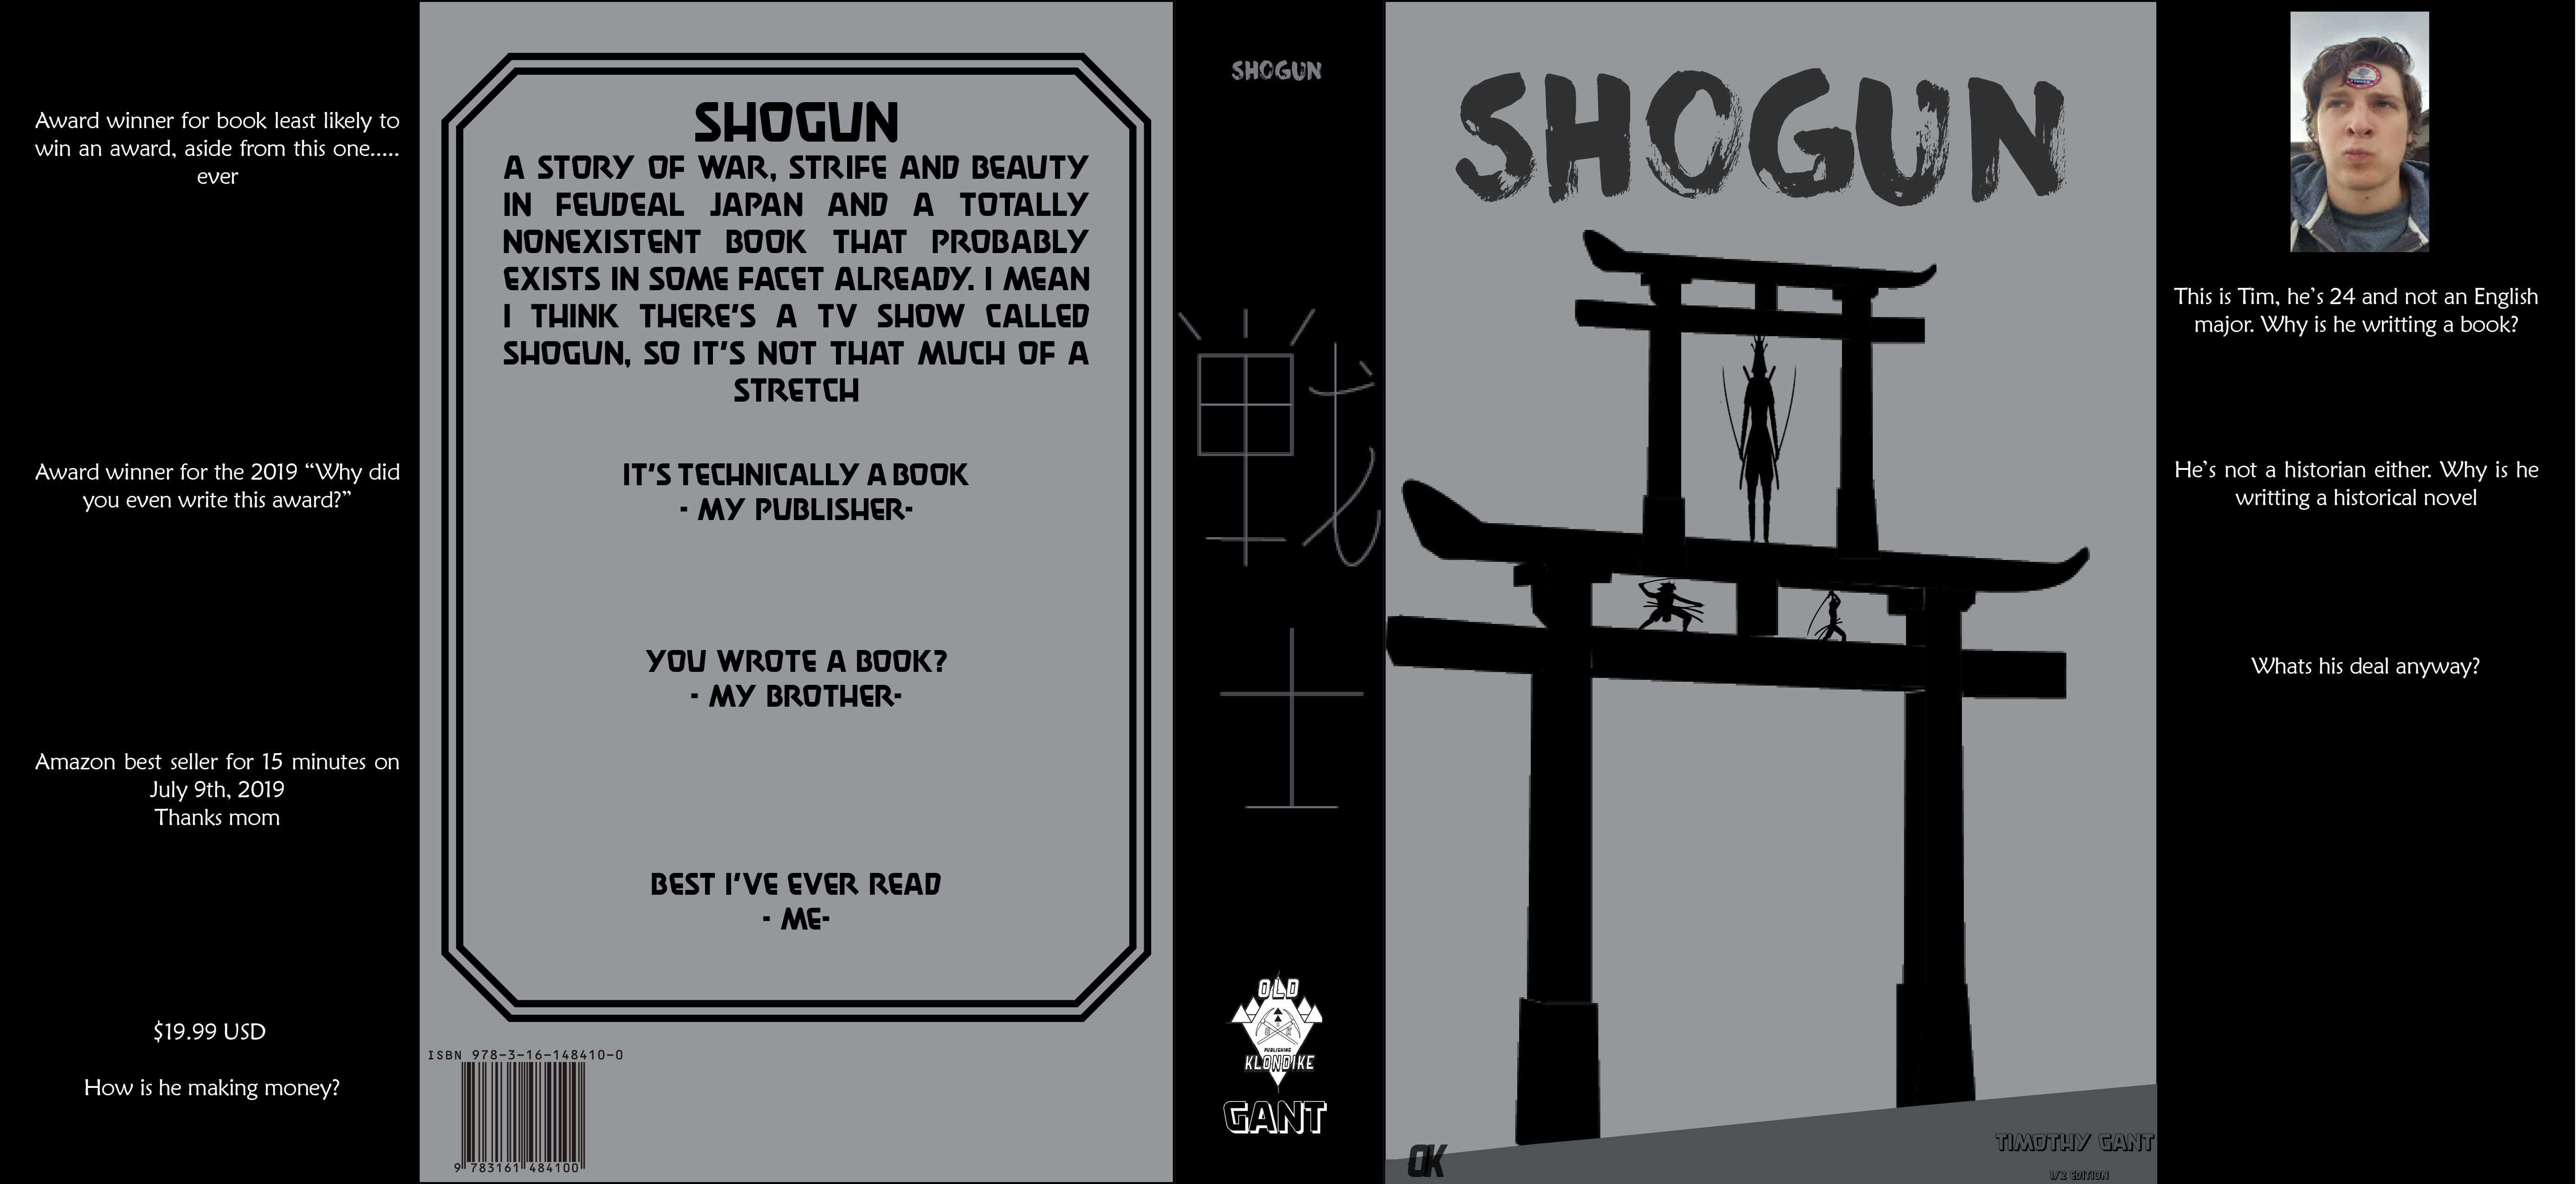 Award winner for book least likely to
win an award, aside from this one.....
ever
Award winner for the 2019 “Why did
you even write this award?”
Amazon best seller for 15 minutes on
July 9th, 2019
Thanks mom
$19.99 USD
How is he making money?
SHOGUN
A STORY OF WAR, STRIFE AND BEAUTY
IN FEUDEAL JAPAN AND A TOTALLY
NONEXISTENT BOOK THAT PROBABLY
EXISTS IN SOME FACET ALREADY. I MEAN
I THINK THERE'S A TV SHOW CALLED
SHOGUN, SO IT'S NOT THAT MUCH OF A
STRETCH
IT'S TECHNICALLY A BOOK
- MY PUBLISHER-
YOU WROTE A BOOK?
- MY BROTHER-
BEST I'VE EVER READ
- ME-
ISBN 978-3-16-148410-0
9 783161 484100
SHOGUN
戦
士
OLD
PUBLISHING
KLONDIKE
GANT
SHOGUN
OK
TIMOTHY GANT
1/2 EDITION
This is Tim, he's 24 and not an English
major. Why is he writting a book?
He's not a historian either. Why is he
writting a historical novel
Whats his deal anyway?